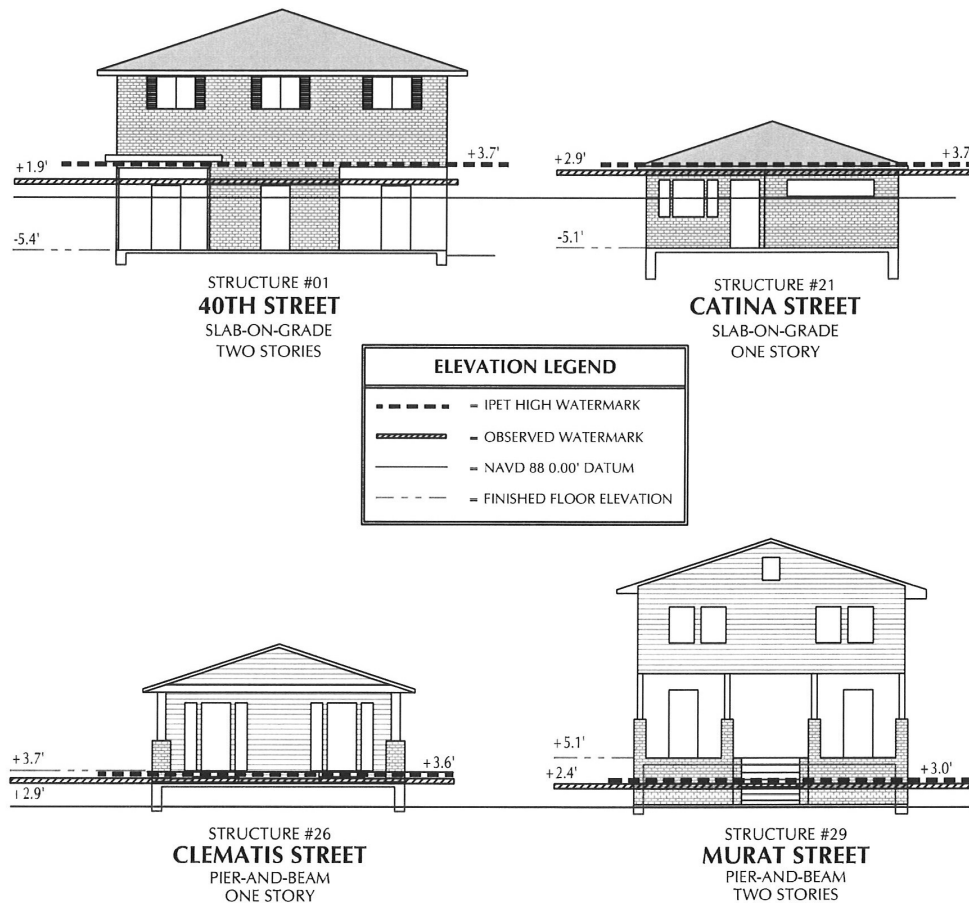 +1.9'
+3.7'
-5.4'
STRUCTURE #01
40TH STREET
SLAB-ON-GRADE
TWO STORIES
+2.9'
+3.7'
-5.1'
STRUCTURE #21
CATINA STREET
SLAB-ON-GRADE
ONE STORY
ELEVATION LEGEND
= IPET HIGH WATERMARK
= OBSERVED WATERMARK
= NAVD 88 0.00' DATUM
= FINISHED FLOOR ELEVATION
+3.7'
+3.6'
+2.9'
STRUCTURE #26
CLEMATIS STREET
PIER-AND-BEAM
ONE STORY
+5.1'
+2.4'
+3.0'
STRUCTURE #29
MURAT STREET
PIER-AND-BEAM
TWO STORIES